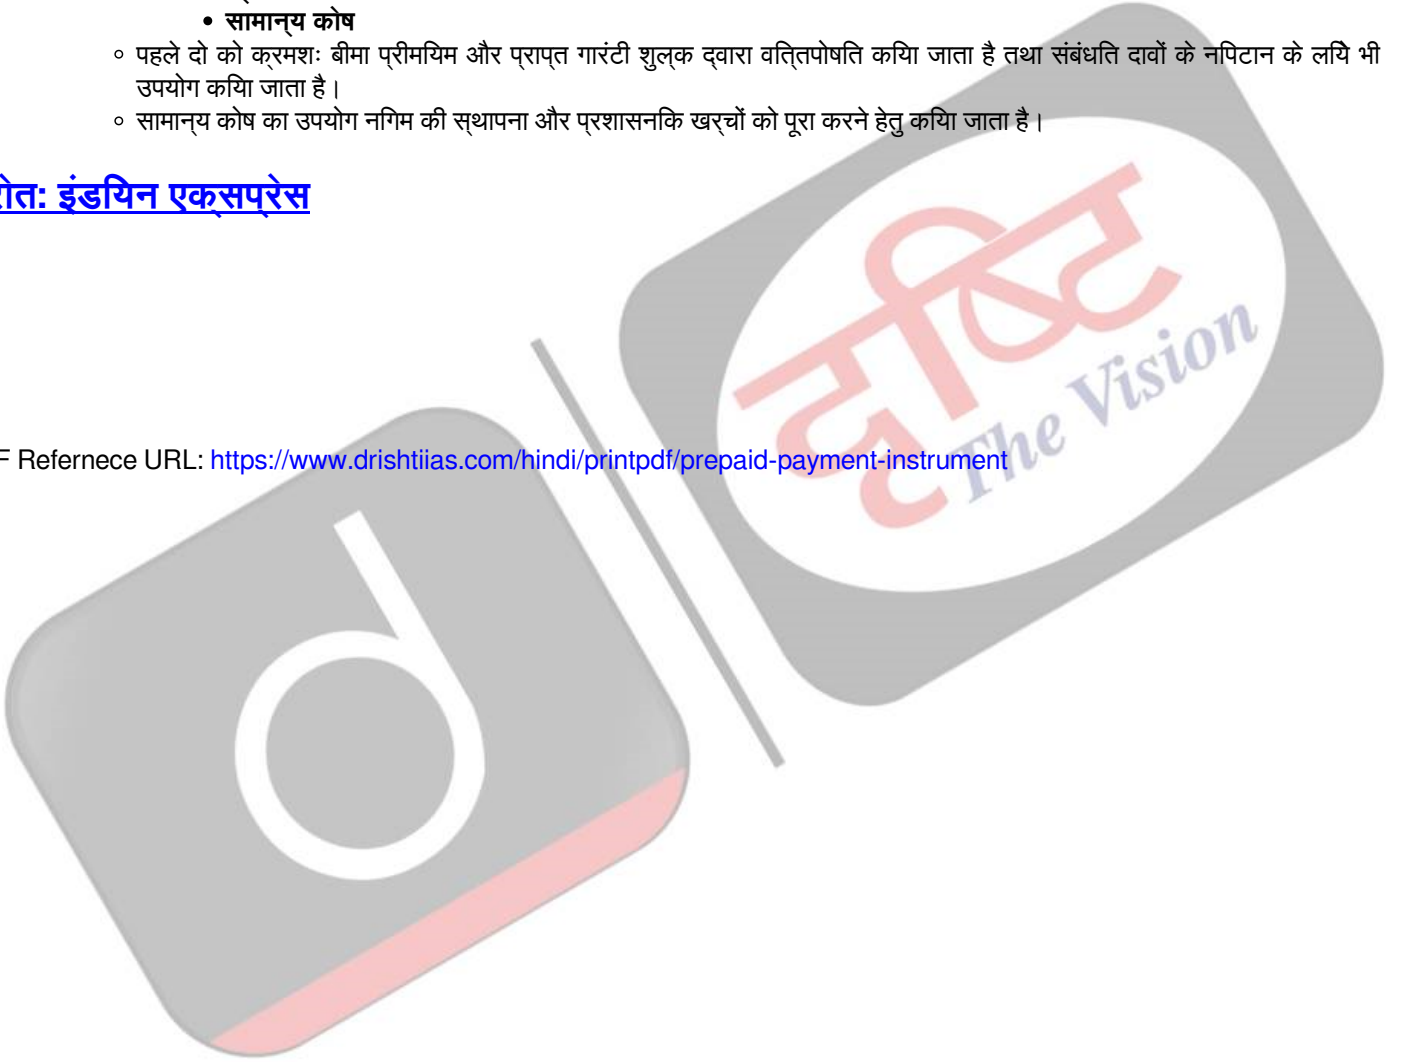 सामान्य कोष
पहले दो को क्रमशः बीमा प्रीमियम और प्राप्त गारंटी शुल्क द्वारा वित्तपोषित किया जाता है तथा संबंधित दावों के निपटान के लिये भी
उपयोग किया जाता है।
सामान्य कोष का उपयोग निगम की स्थापना और प्रशासनिक खर्चों को पूरा करने हेतु किया जाता है।
रोत: इंडियन एक्सप्रेस
F Refernece URL: https://www.drishtiias.com/hindi/printpdf/prepaid-payment-instrument
दृष्टि
The Vision
d